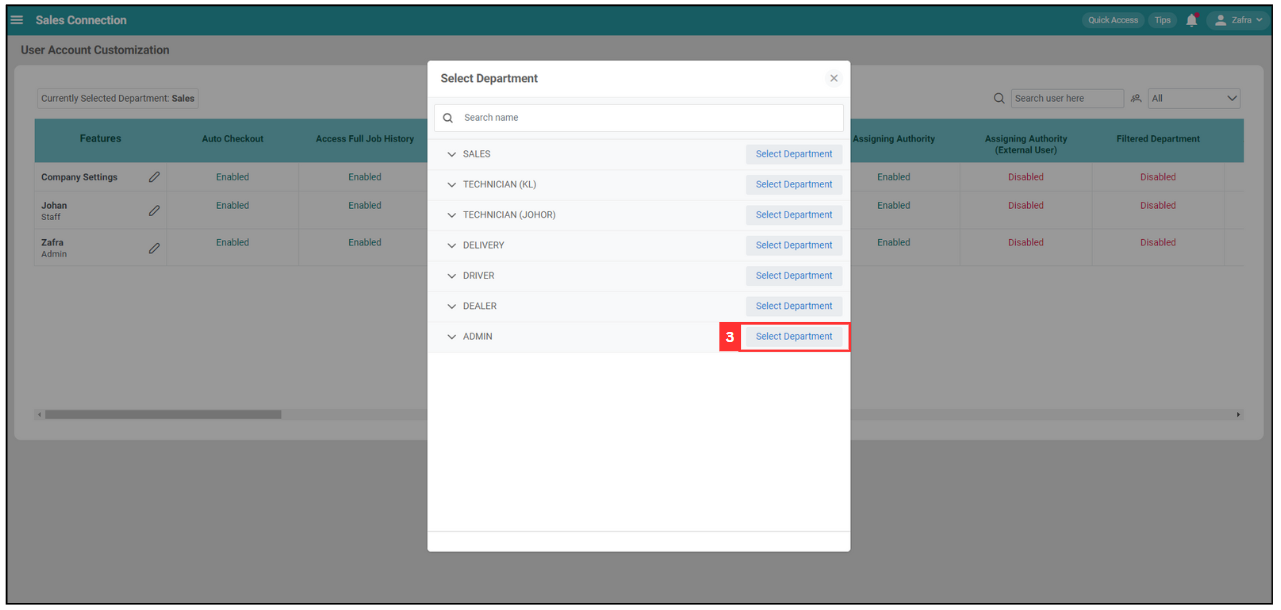 Sales Connection
Quick Access
Tips
Zafra
User Account Customization
Currently Selected Department: Sales
Search user here
All
Features
Auto Checkout
Access Full Job History
Assigning Authority
Assigning Authority
(External User)
Filtered Department
Company Settings
Enabled
Enabled
Enabled
Disabled
Disabled
Johan
Staff
Enabled
Enabled
Enabled
Disabled
Disabled
Zafra
Admin
Enabled
Enabled
Enabled
Disabled
Disabled
Select Department
Search name
SALES
Select Department
TECHNICIAN (KL)
Select Department
TECHNICIAN (JOHOR)
Select Department
DELIVERY
Select Department
DRIVER
Select Department
DEALER
Select Department
ADMIN
3
Select Department